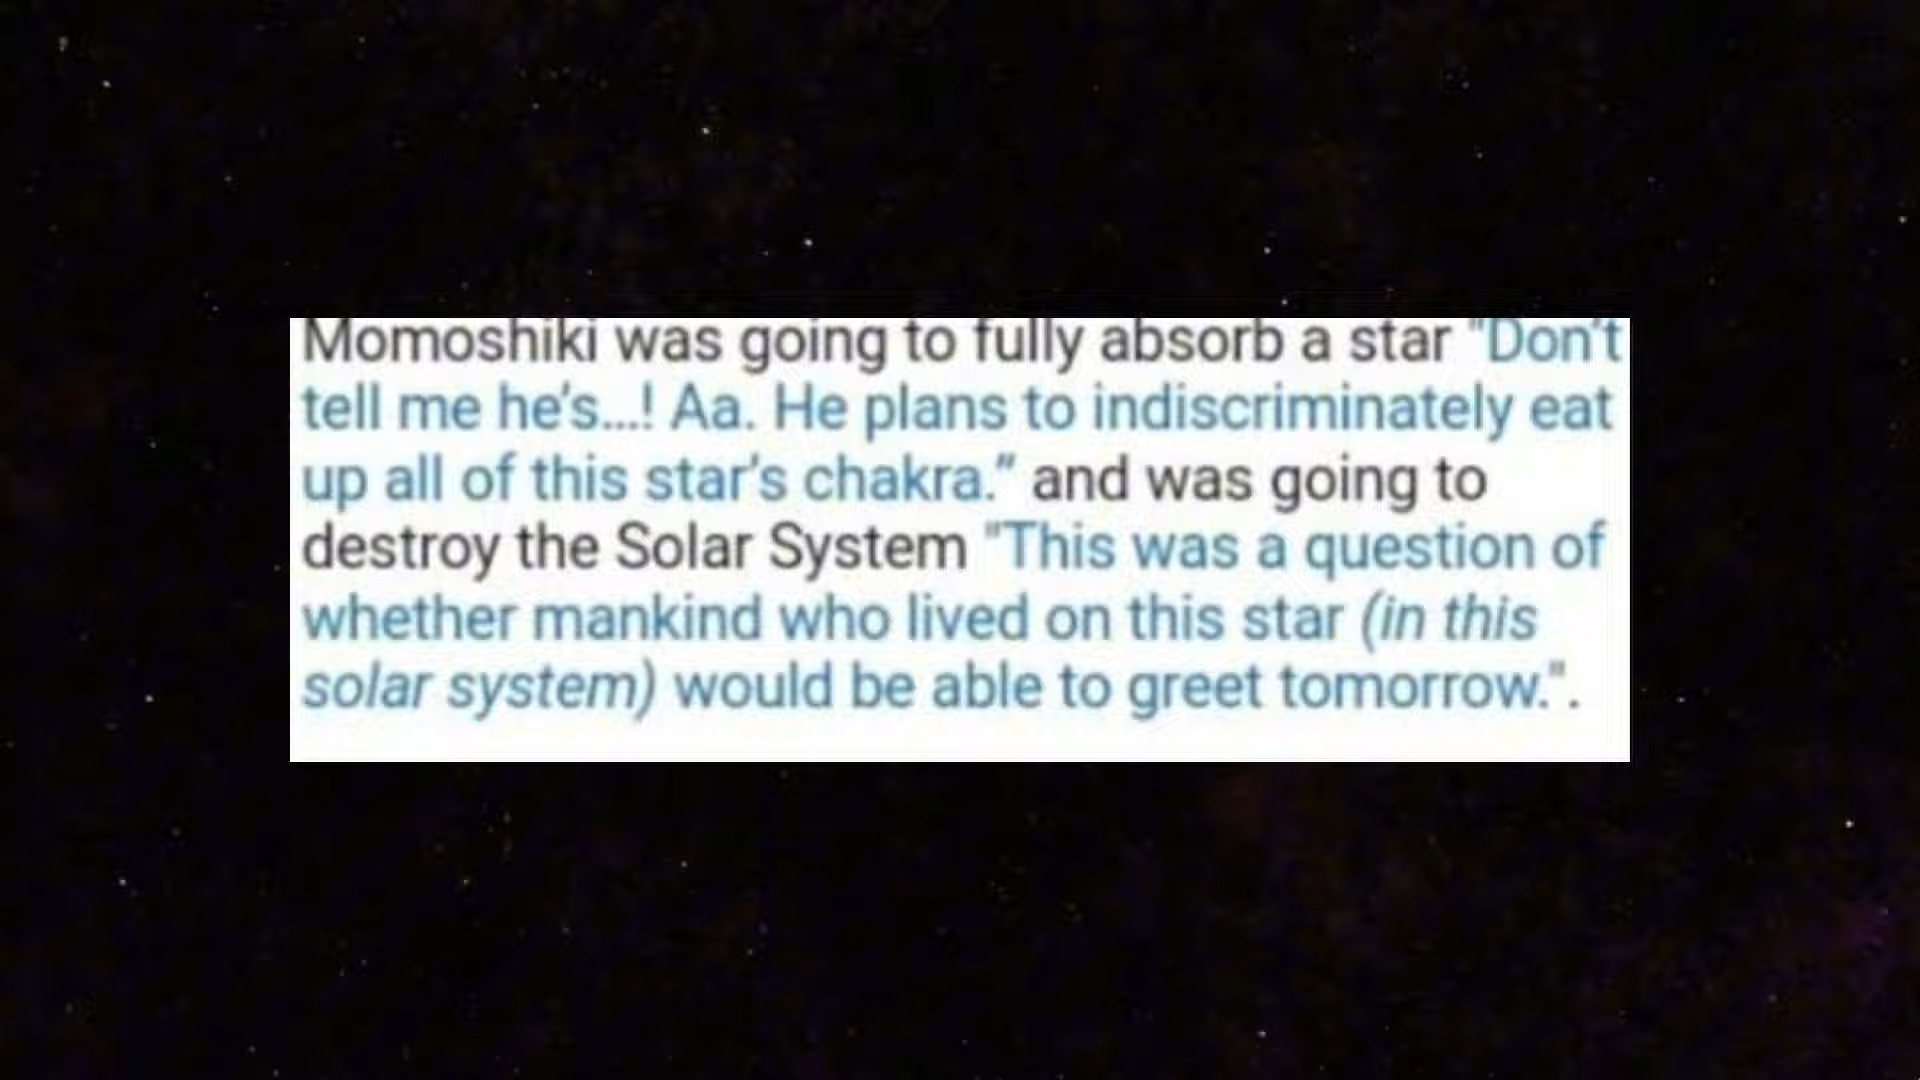 Momoshiki was going to fully absorb a star "Don't
tell me he's...! Aa. He plans to indiscriminately eat
up all of this star's chakra." and was going to
destroy the Solar System "This was a question of
whether mankind who lived on this star (in this
solar system) would be able to greet tomorrow.".